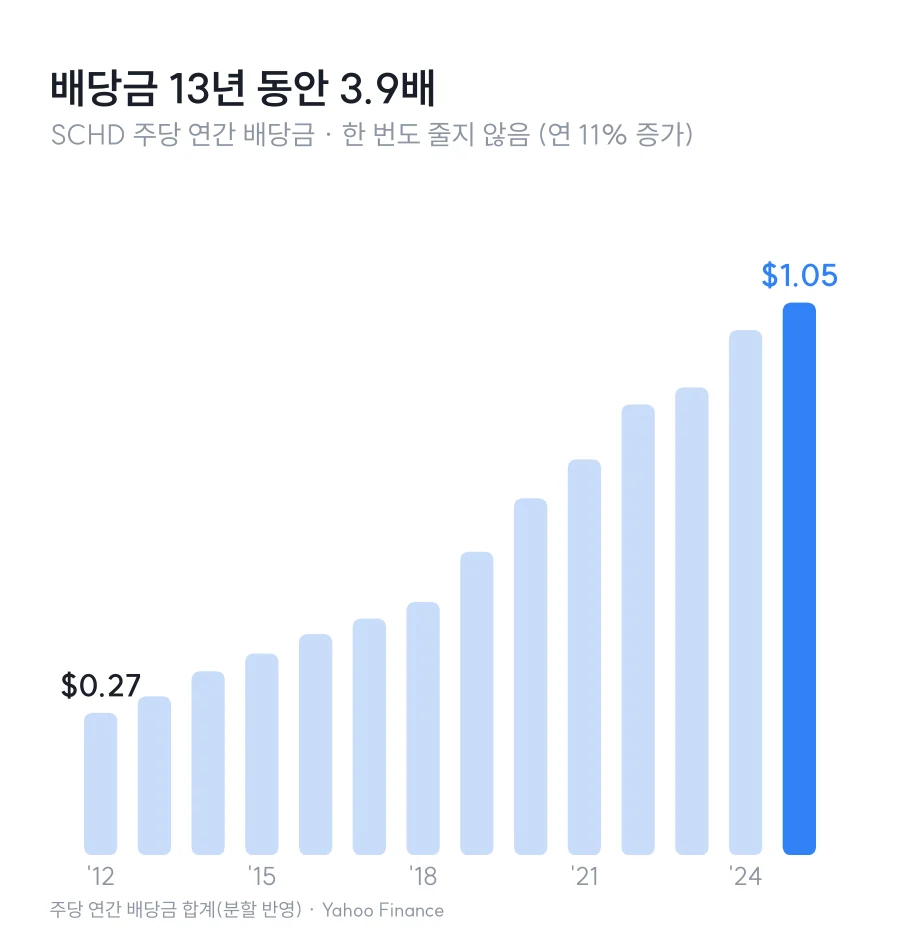 배당금 13년 동안 3.9배
SCHD 주당 연간 배당금 · 한 번도 줄지 않음 (연 11% 증가)
$1.05
$0.27
'12 '15 '18 '21 '24
주당 연간 배당금 합계(분할 반영) · Yahoo Finance